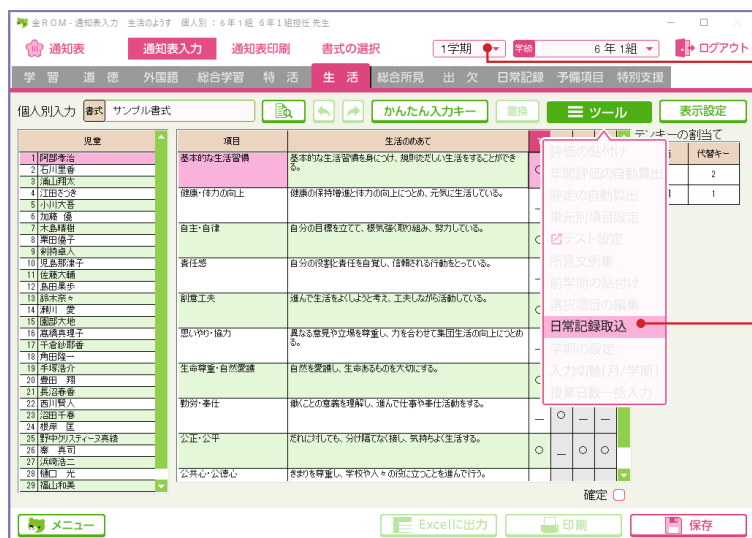 金ROM - 通知表入力　生活のようす　個人別 : 6年1組 6年1組担任 先生
通知表 通知表入力 通知表印刷 書式の選択 1学期 学級 6年1組 ログアウト
学 習 道 徳 外国語 総合学習 特 活 生 活 総合所見 出 欠 日常記録 予備項目 特別支援
個人別入力 書式 サンプル書式 かんたん入力キー 置換 ツール 表示設定
テンキーの割当て
児童 項目 生活のめあて 代替キー
1 阿部孝治
2 石川里香
3 浦山翔太
4 江田さつき
5 小川大吾
6 加藤 優
7 木島晴樹
8 栗田優子
9 剣持卓人
10 児島那津子
11 佐藤大輔
12 島田果歩
13 鈴木奈々
14 瀬川 愛
15 園部大地
16 髙橋真理子
17 千倉紗耶香
18 角田隆一
19 手塚浩介
20 豊田 翔
21 長沼春香
22 西川賢人
23 沼田千春
24 根岸 匡
25 野中クリスティーヌ真綾
26 秦 真司
27 浜崎浩二
28 樋口 光
29 福山和美
基本的な生活習慣 基本的な生活習慣を身につけ、規則ただしい生活をすることができ
る。
健康・体力の向上 健康の保持増進と体力の向上につとめ、元気に生活している。
自主・自律 自分の目標を立てて、根気強く取り組み、努力している。
責任感 自分の役割と責任を自覚し、信頼される行動をとっている。
創意工夫 進んで生活をよくしようと考え、工夫しながら活動している。
思いやり・協力 異なる意見や立場を尊重し、力を合わせて集団生活の向上につとめ
る。
生命尊重・自然愛護 自然を愛護し、生命あるものを大切にする。
勤労・奉仕 働くことの意義を理解し、進んで仕事や奉仕活動をする。
公正・公平 だれに対しても、分け隔てなく接し、気持ちよく生活する。
公共心・公徳心 きまりを尊重し、学校や人々の役に立つことを進んで行う。
評価の貼付け
年間評価の自動算出
評定の自動算出
単元別項目設定
テスト設定
所見文例集
前学期の貼付け
選択項目の編集
日常記録取込
学期の設定
入力切替(月/学期)
授業日数一括入力
2
1
○ — —
○ — ○ ○
確定
メニュー Excelに出力 印刷 保存